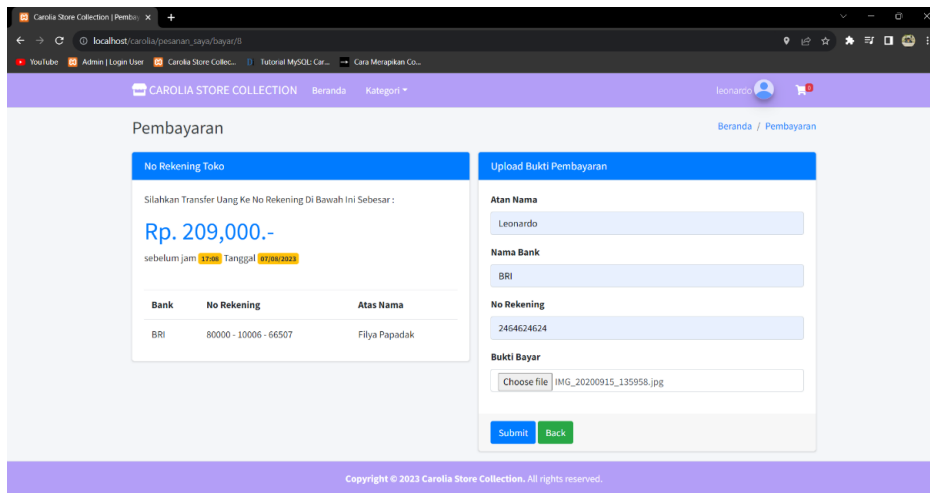 Carolia Store Collection | Pembay
localhost/carolia/pesanan_saya/bayar/8
YouTube Admin | Login User Carolia Store Collec... Tutorial MySQL: Car... Cara Merapikan Co...
CAROLIA STORE COLLECTION Beranda Kategori leonardo
Pembayaran Beranda / Pembayaran
No Rekening Toko
Silahkan Transfer Uang Ke No Rekening Di Bawah Ini Sebesar :
Rp. 209,000.-
sebelum jam 17:08 Tanggal 07/08/2023
Bank No Rekening Atas Nama
BRI 80000 - 10006 - 66507 Filya Papadak
Upload Bukti Pembayaran
Atan Nama
Leonardo
Nama Bank
BRI
No Rekening
2464624624
Bukti Bayar
Choose file IMG_20200915_135958.jpg
Submit Back
Copyright © 2023 Carolia Store Collection. All rights reserved.